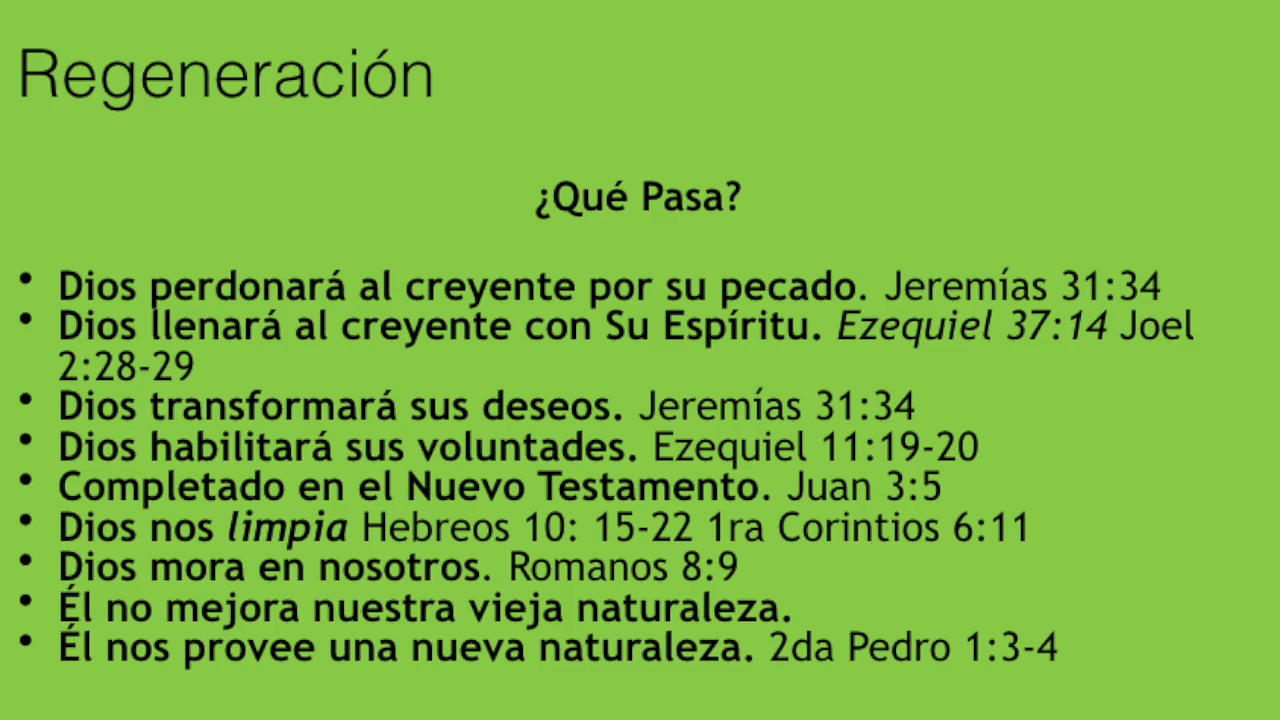 Regeneración
¿Qué Pasa?
• Dios perdonará al creyente por su pecado. Jeremías 31:34
• Dios llenará al creyente con Su Espíritu. Ezequiel 37:14 Joel
2:28-29
• Dios transformará sus deseos. Jeremías 31:34
• Dios habilitará sus voluntades. Ezequiel 11:19-20
• Completado en el Nuevo Testamento. Juan 3:5
• Dios nos limpia Hebreos 10: 15-22 1ra Corintios 6:11
• Dios mora en nosotros. Romanos 8:9
• Él no mejora nuestra vieja naturaleza.
• Él nos provee una nueva naturaleza. 2da Pedro 1:3-4